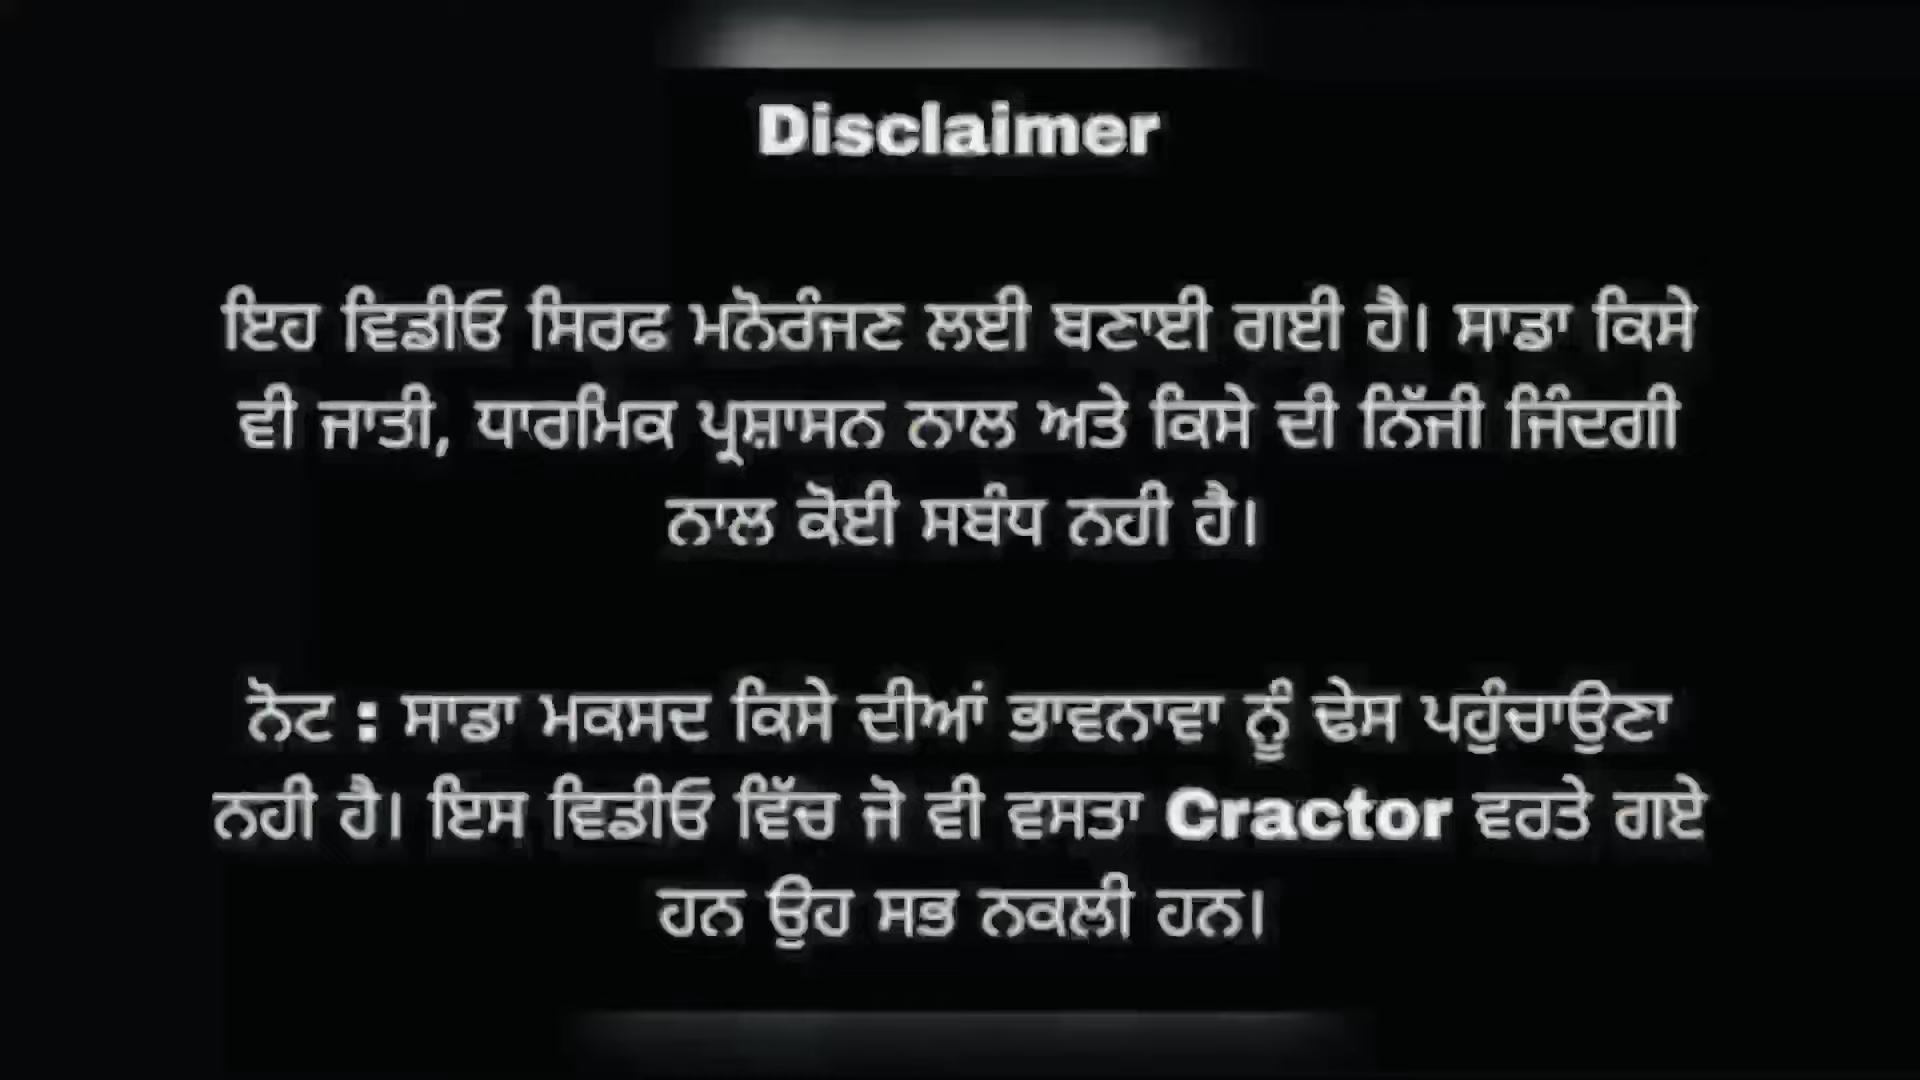 Disclaimer
ਇਹ ਵਿਡੀਓ ਸਿਰਫ ਮਨੋਰੰਜਣ ਲਈ ਬਣਾਈ ਗਈ ਹੈ। ਸਾਡਾ ਕਿਸੇ
ਵੀ ਜਾਤੀ, ਧਾਰਮਿਕ ਪ੍ਰਸ਼ਾਸਨ ਨਾਲ ਅਤੇ ਕਿਸੇ ਦੀ ਨਿੱਜੀ ਜਿੰਦਗੀ
ਨਾਲ ਕੋਈ ਸਬੰਧ ਨਹੀ ਹੈ।
ਨੋਟ : ਸਾਡਾ ਮਕਸਦ ਕਿਸੇ ਦੀਆਂ ਭਾਵਨਾਵਾ ਨੂੰ ਢੇਸ ਪਹੁੰਚਾਉਣਾ
ਨਹੀ ਹੈ। ਇਸ ਵਿਡੀਓ ਵਿੱਚ ਜੋ ਵੀ ਵਸਤਾ Cractor ਵਰਤੇ ਗਏ
ਹਨ ਉਹ ਸਭ ਨਕਲੀ ਹਨ।